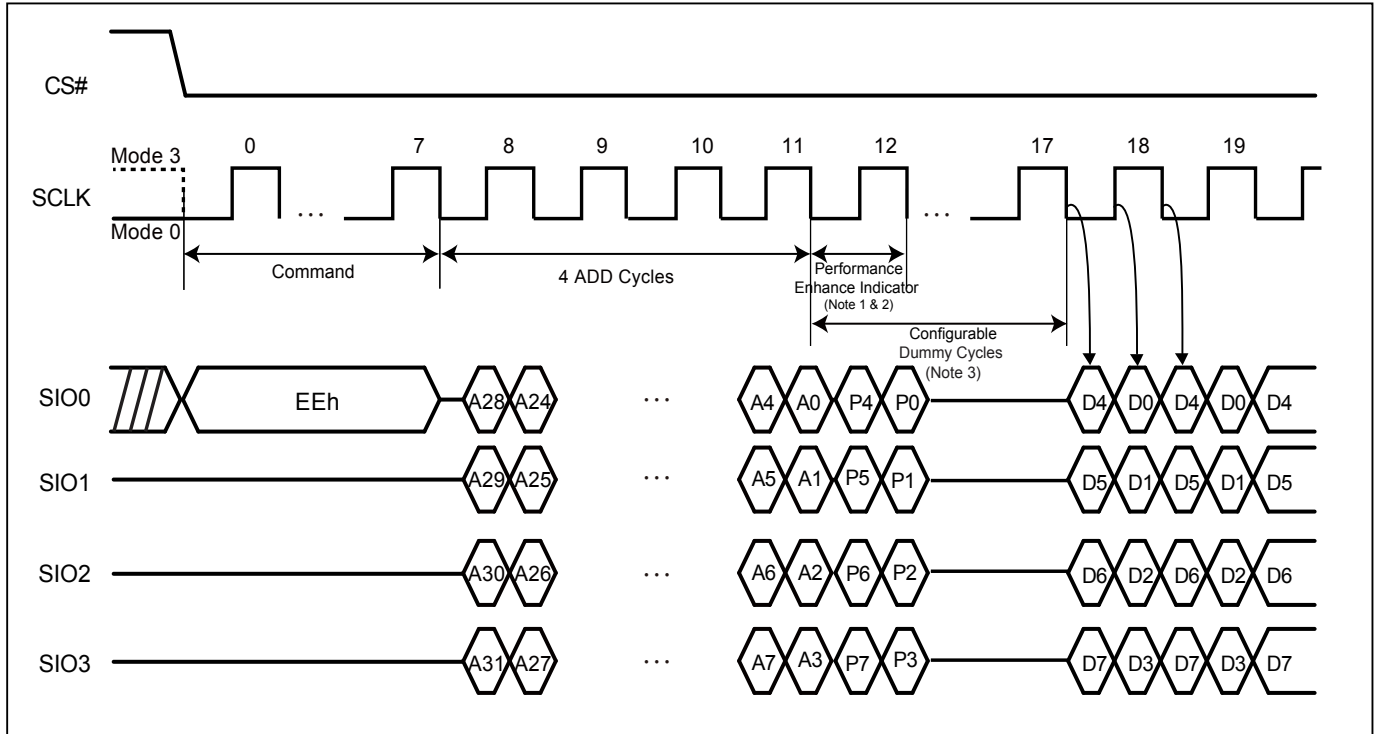 CS#
0 7 8 9 10 11 12 17 18 19
Mode 3
SCLK
...
...
Mode 0
Command
4 ADD Cycles
Performance
Enhance Indicator
(Note 1 & 2)
Configurable
Dummy Cycles
(Note 3)
SIO0 EEh A28 A24 ... A4 A0 P4 P0 D4 D0 D4 D0 D4
SIO1 A29 A25 ... A5 A1 P5 P1 D5 D1 D5 D1 D5
SIO2 A30 A26 ... A6 A2 P6 P2 D6 D2 D6 D2 D6
SIO3 A31 A27 ... A7 A3 P7 P3 D7 D3 D7 D3 D7